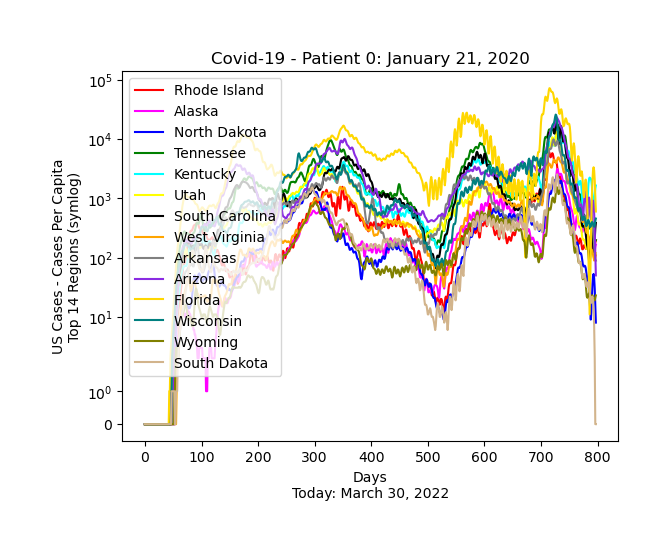 Covid-19 - Patient 0: January 21, 2020
US Cases - Cases Per Capita
Top 14 Regions (symlog)
10^5
10^4
10^3
10^2
10^1
10^0
0
Rhode Island
Alaska
North Dakota
Tennessee
Kentucky
Utah
South Carolina
West Virginia
Arkansas
Arizona
Florida
Wisconsin
Wyoming
South Dakota
0 100 200 300 400 500 600 700 800
Days
Today: March 30, 2022